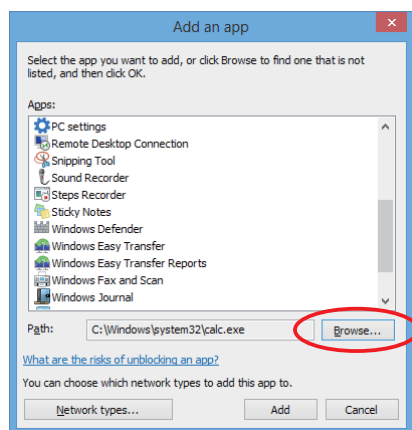 Add an app
Select the app you want to add, or click Browse to find one that is not
listed, and then click OK.
Apps:
PC settings
Remote Desktop Connection
Snipping Tool
Sound Recorder
Steps Recorder
Sticky Notes
Windows Defender
Windows Easy Transfer
Windows Easy Transfer Reports
Windows Fax and Scan
Windows Journal
Path: C:\Windows\system32\calc.exe Browse...
What are the risks of unblocking an app?
You can choose which network types to add this app to.
Network types... Add Cancel